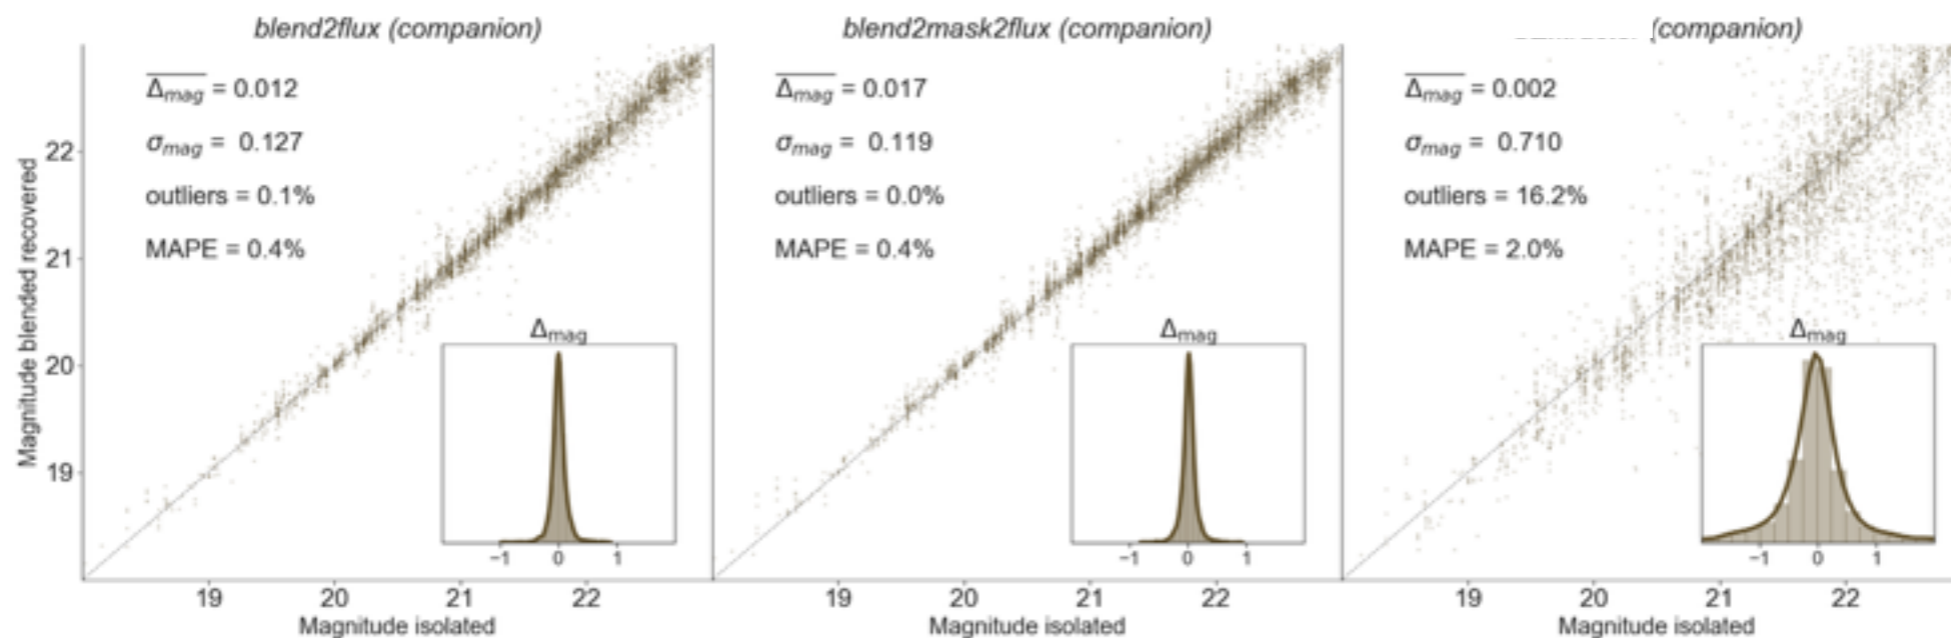 blend2flux (companion)
Δmag = 0.012
σmag = 0.127
outliers = 0.1%
MAPE = 0.4%
Δmag
−1 0 1
blend2mask2flux (companion)
Δmag = 0.017
σmag = 0.119
outliers = 0.0%
MAPE = 0.4%
Δmag
−1 0 1
(companion)
Δmag = 0.002
σmag = 0.710
outliers = 16.2%
MAPE = 2.0%
Δmag
−1 0 1
Magnitude blended recovered
22
21
20
19
19 20 21 22
Magnitude isolated
19 20 21 22
Magnitude isolated
19 20 21 22
Magnitude isolated